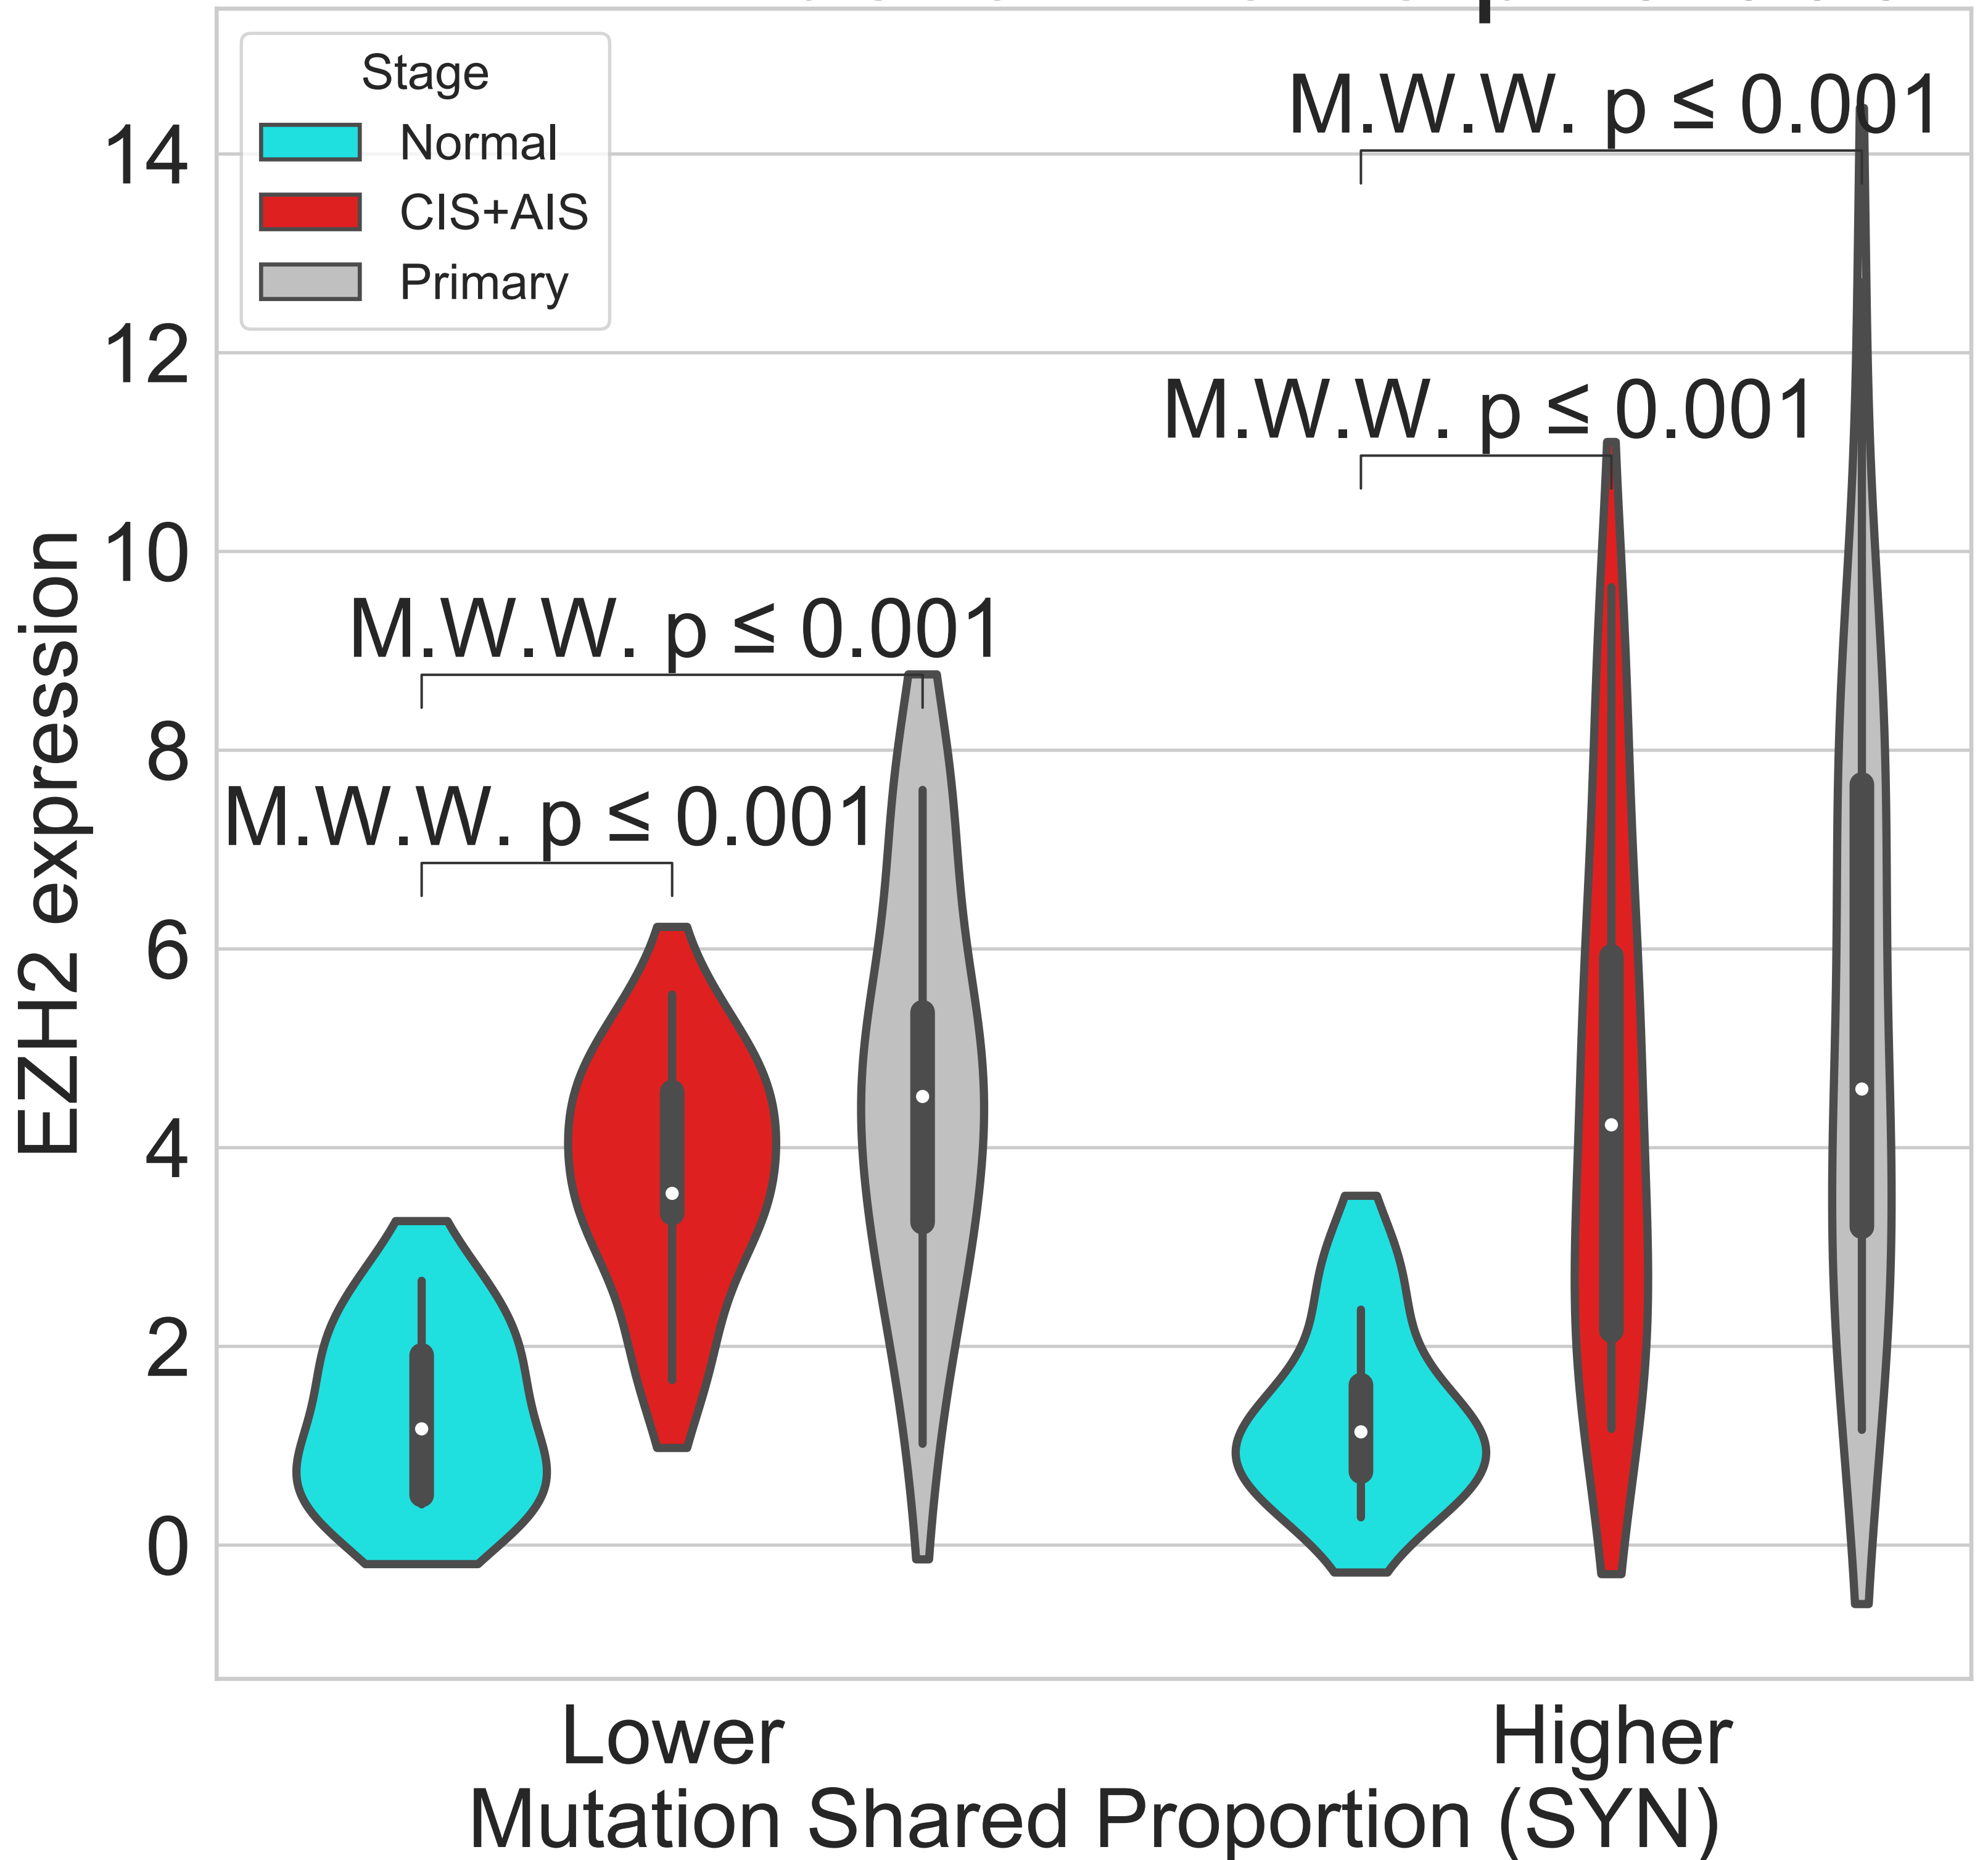 Stage
Normal
CIS+AIS
Primary
M.W.W. p ≤ 0.001
M.W.W. p ≤ 0.001
M.W.W. p ≤ 0.001
M.W.W. p ≤ 0.001
14
12
10
8
6
4
2
0
EZH2 expression
Lower
Higher
Mutation Shared Proportion (SYN)